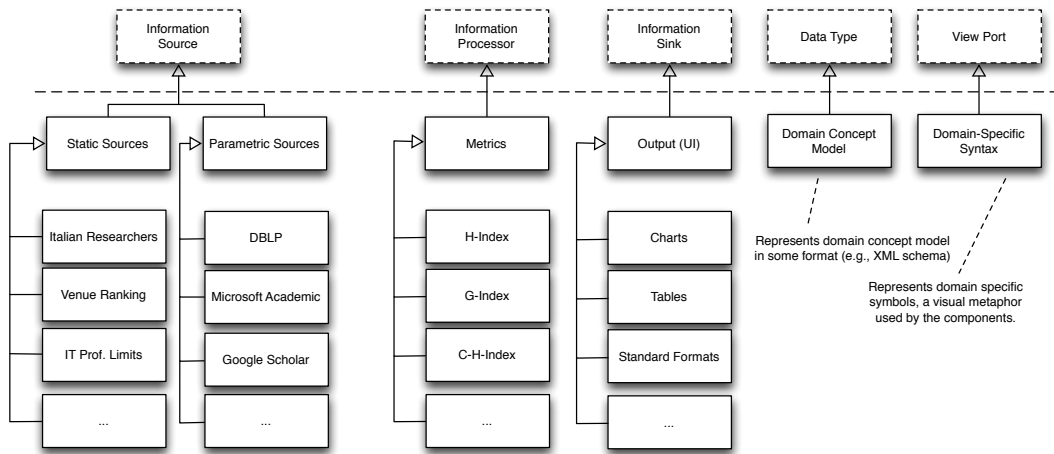 Information
Source
Information
Processor
Information
Sink
Data Type
View Port
Static Sources
Parametric Sources
Metrics
Output (UI)
Domain Concept
Model
Domain-Specific
Syntax
Italian Researchers
DBLP
H-Index
Charts
Represents domain concept model
in some format (e.g., XML schema)
Venue Ranking
Microsoft Academic
G-Index
Tables
Represents domain specific
symbols, a visual metaphor
used by the components.
IT Prof. Limits
Google Scholar
C-H-Index
Standard Formats
...
...
...
...